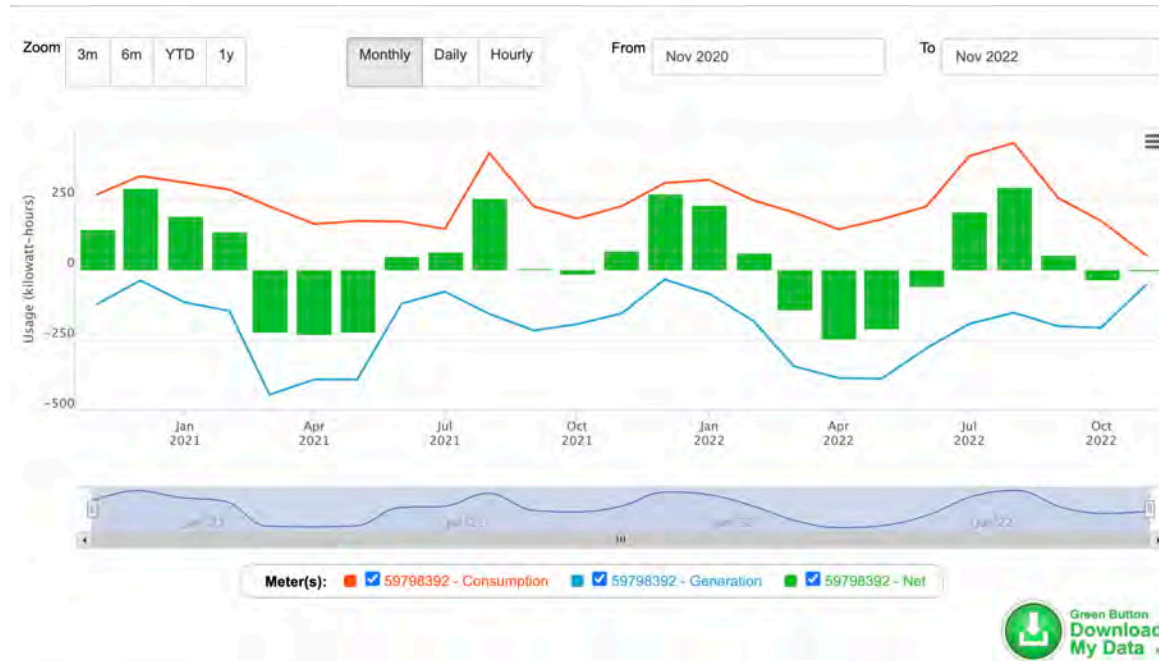 Zoom 3m 6m YTD 1y Monthly Daily Hourly From Nov 2020 To Nov 2022
Usage (kilowatt-hours)
250
0
-250
-500
Jan 2021
Apr 2021
Jul 2021
Oct 2021
Jan 2022
Apr 2022
Jul 2022
Oct 2022
Meter(s): 59798392 - Consumption 59798392 - Generation 59798392 - Net
Green Button
Download
My Data